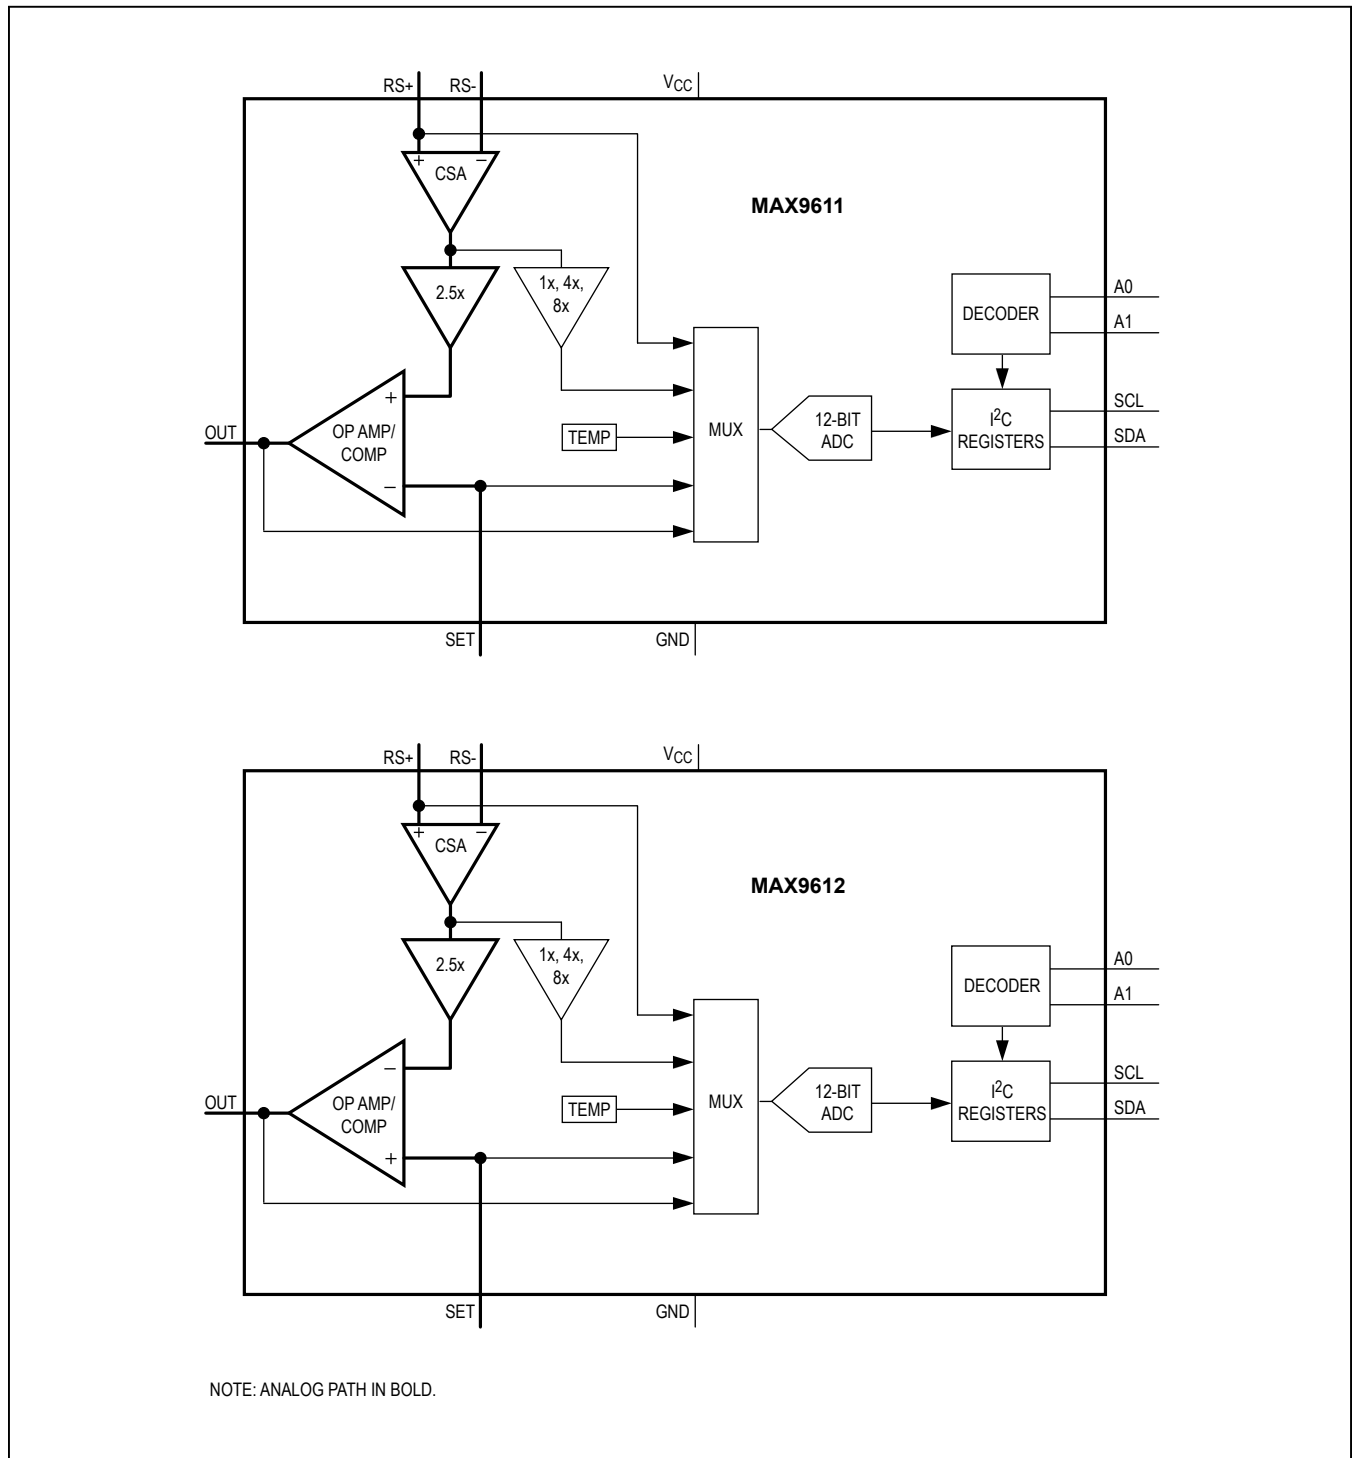 RS+ RS- VCC
+ −
CSA
MAX9611
2.5x
1x, 4x,
8x
DECODER
A0
A1
+
OP AMP/
COMP
−
OUT
TEMP
MUX
12-BIT
ADC
I2C
REGISTERS
SCL
SDA
SET GND
RS+ RS- VCC
+ −
CSA
MAX9612
2.5x
1x, 4x,
8x
DECODER
A0
A1
−
OP AMP/
COMP
+
OUT
TEMP
MUX
12-BIT
ADC
I2C
REGISTERS
SCL
SDA
SET GND
NOTE: ANALOG PATH IN BOLD.